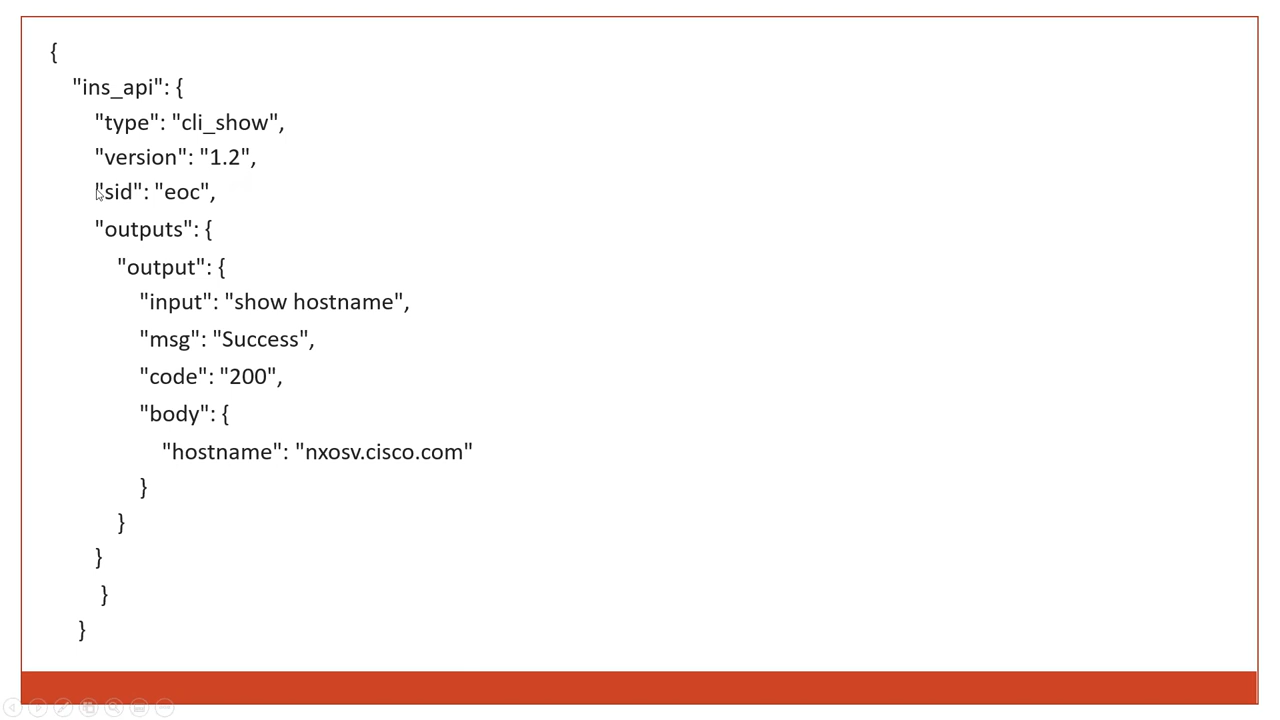 {
"ins_api": {
"type": "cli_show",
"version": "1.2",
"sid": "eoc",
"outputs": {
"output": {
"input": "show hostname",
"msg": "Success",
"code": "200",
"body": {
"hostname": "nxosv.cisco.com"
}
}
}
}
}